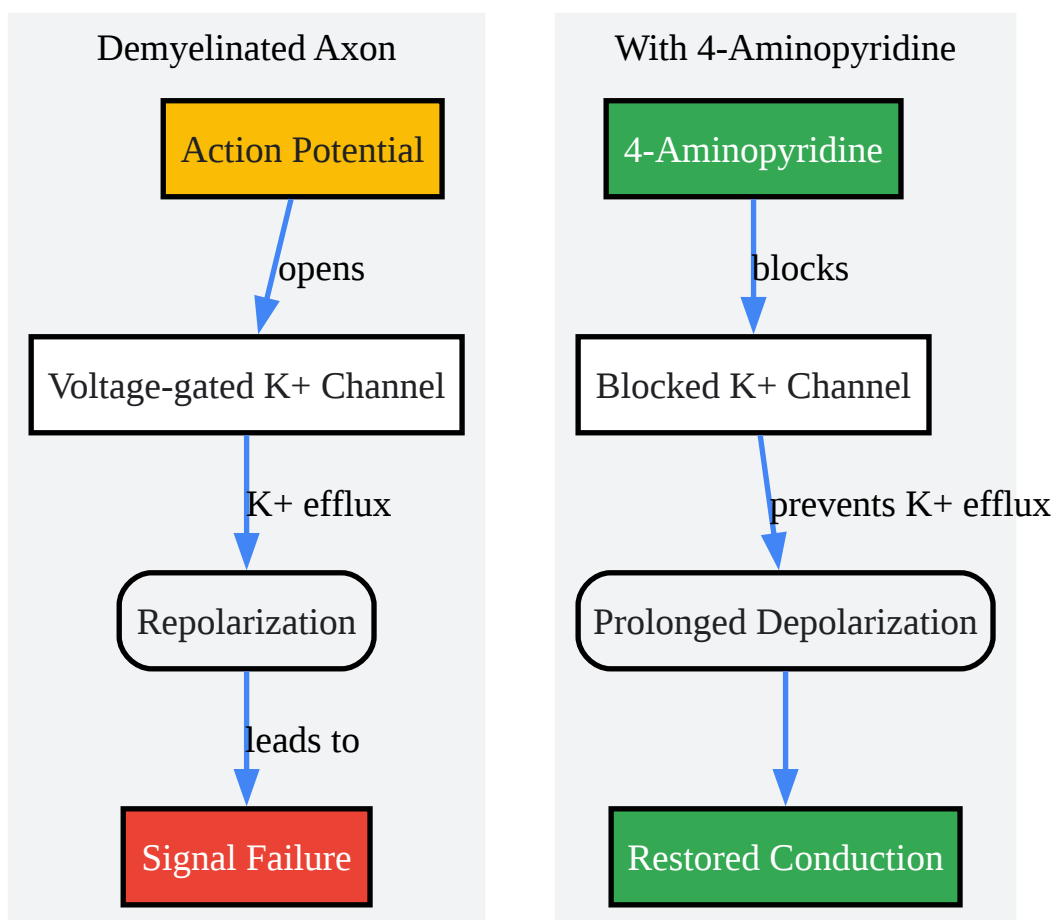 Demyelinated Axon
Action Potential
opens
Voltage-gated K+ Channel
K+ efflux
Repolarization
leads to
Signal Failure
With 4-Aminopyridine
4-Aminopyridine
blocks
Blocked K+ Channel
prevents K+ efflux
Prolonged Depolarization
Restored Conduction